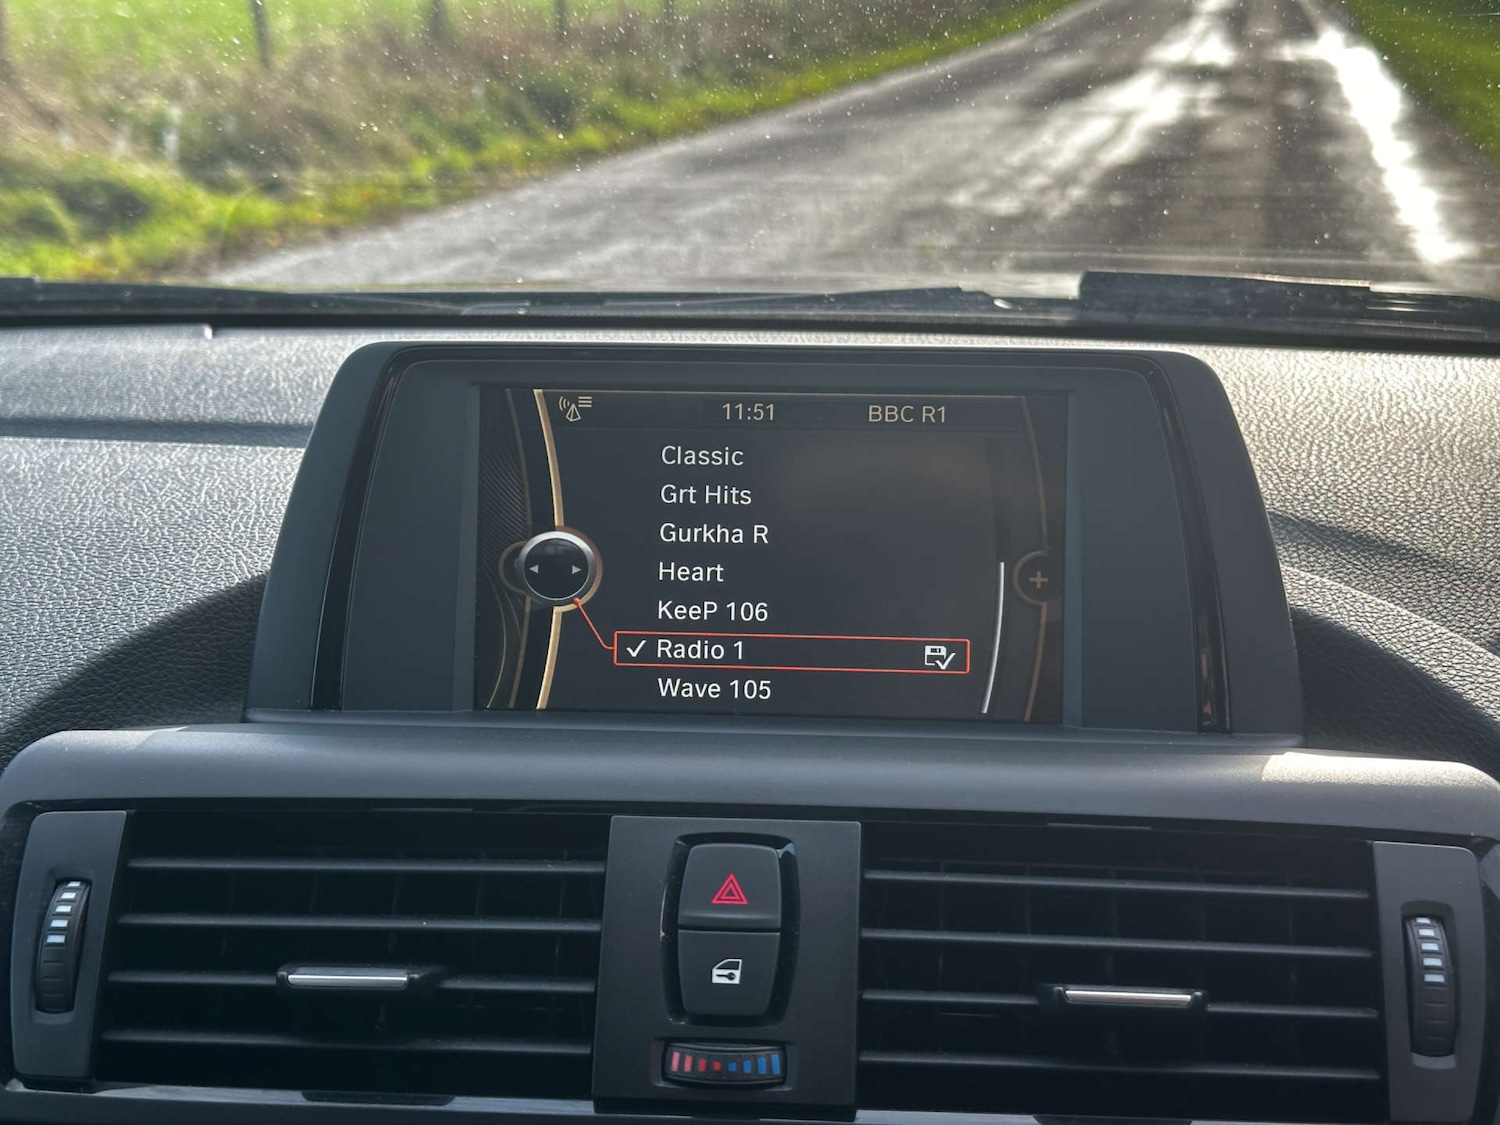 11:51 BBC R1
Classic
Grt Hits
Gurkha R
Heart
KeeP 106
Radio 1
Wave 105